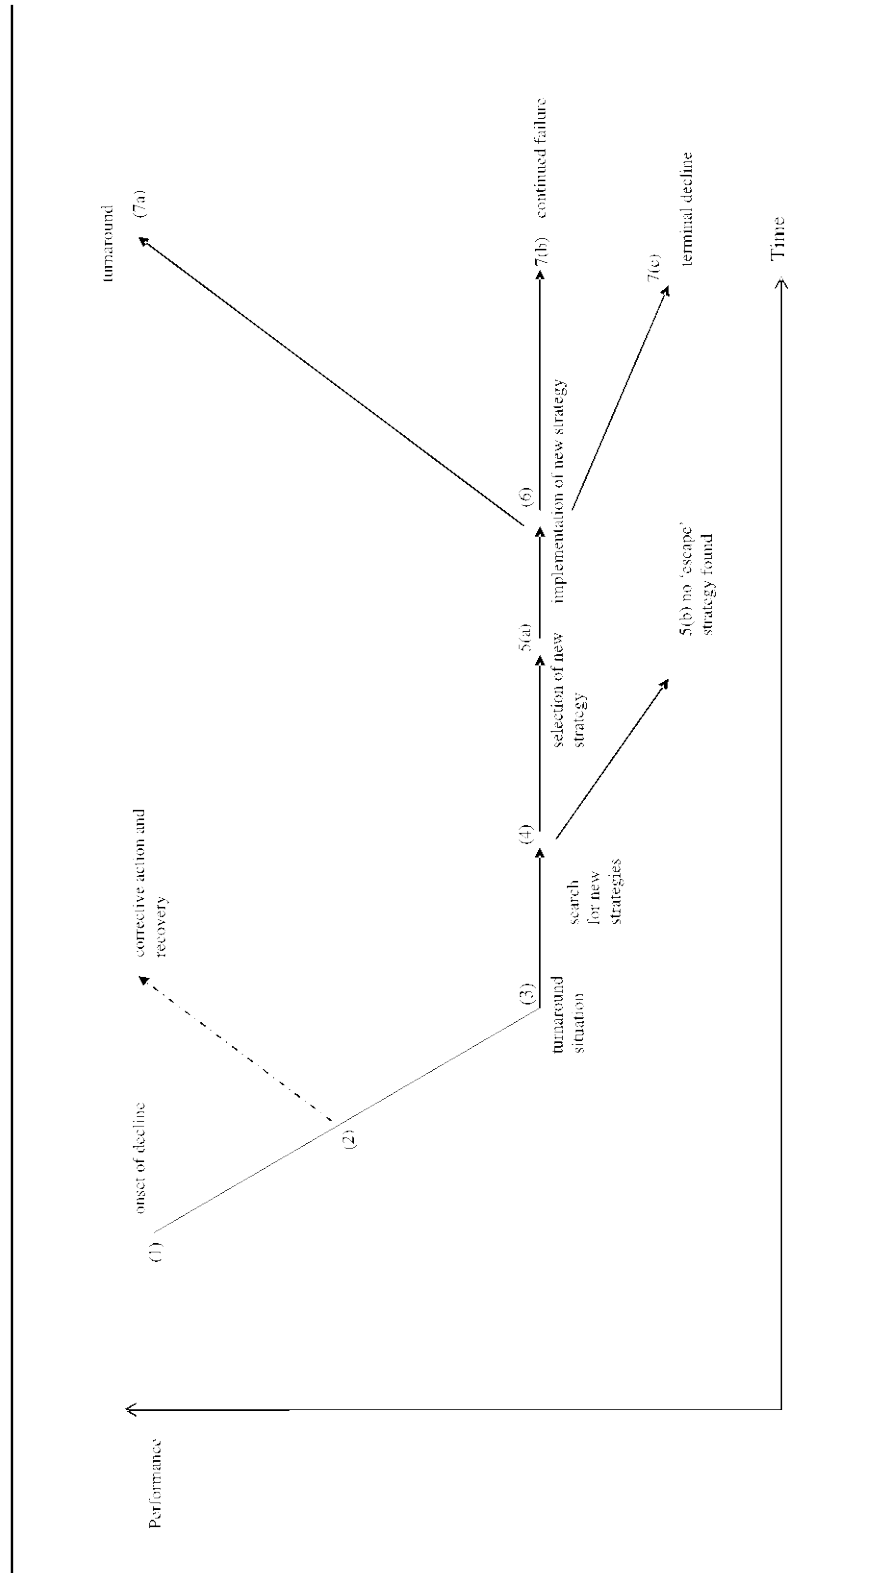 Performance
(1)
onset of decline
(2)
corrective action and
recovery
(3)
turnaround
situation
search
for new
strategies
(4)
selection of new
strategy
5(a)
5(b) no 'escape'
strategy found
(6)
implementation of new strategy
turnaround
(7a)
7(b) continued failure
7(c)
terminal decline
Time